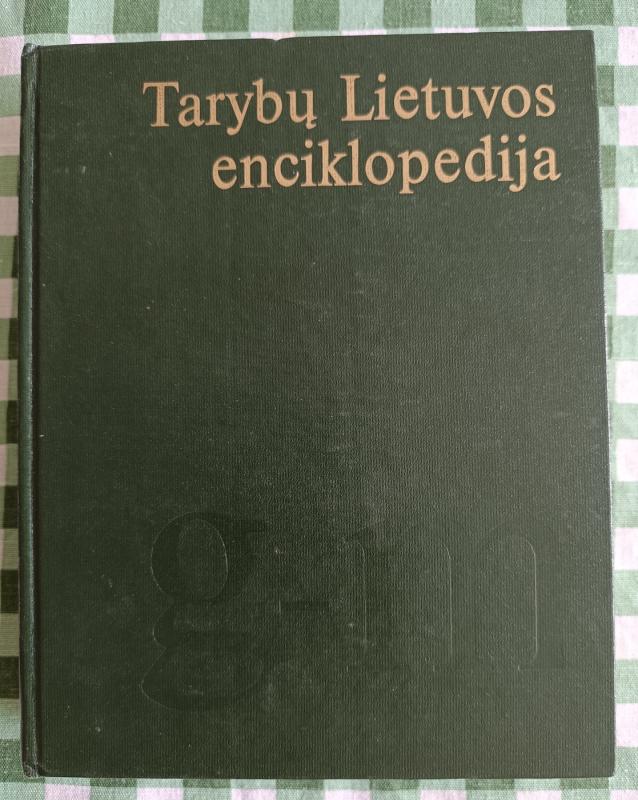 Tarybų Lietuvos
enciklopedija
g-m